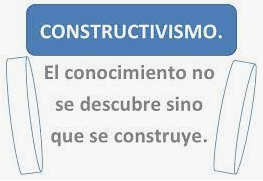 CONSTRUCTIVISMO.
El conocimiento no
se descubre sino
que se construye.